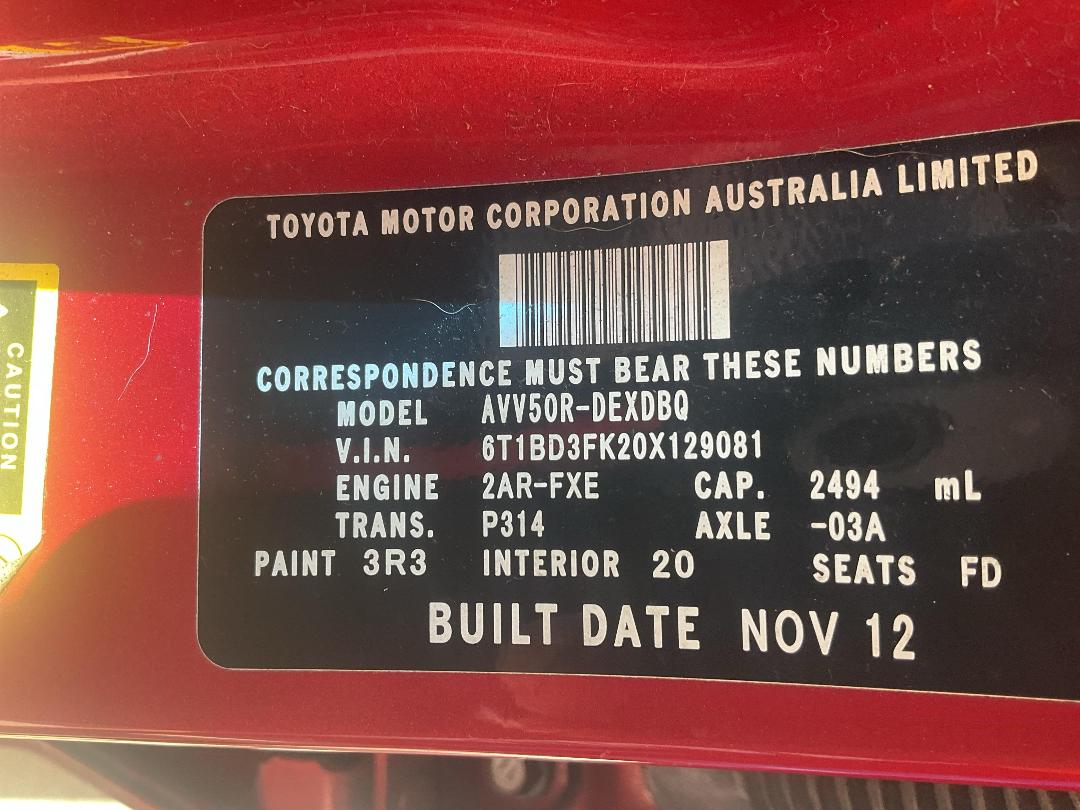 TOYOTA MOTOR CORPORATION AUSTRALIA LIMITED
CORRESPONDENCE MUST BEAR THESE NUMBERS
MODEL AVV50R-DEXDBQ
V.I.N. 6T1BD3FK20X129081
ENGINE 2AR-FXE CAP. 2494 mL
TRANS. P314 AXLE -03A
PAINT 3R3 INTERIOR 20 SEATS FD
BUILT DATE NOV 12
CAUTION